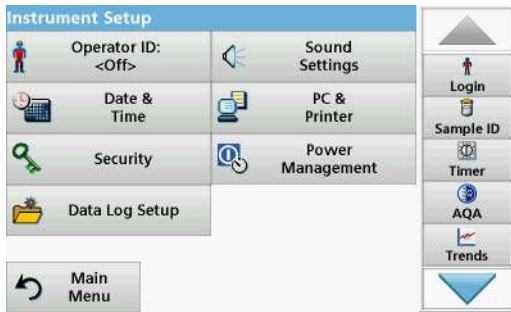 Instrument Setup
Operator ID:
<Off>
Sound
Settings
Date &
Time
PC &
Printer
Security
Power
Management
Data Log Setup
Main
Menu
Login
Sample ID
Timer
AQA
Trends